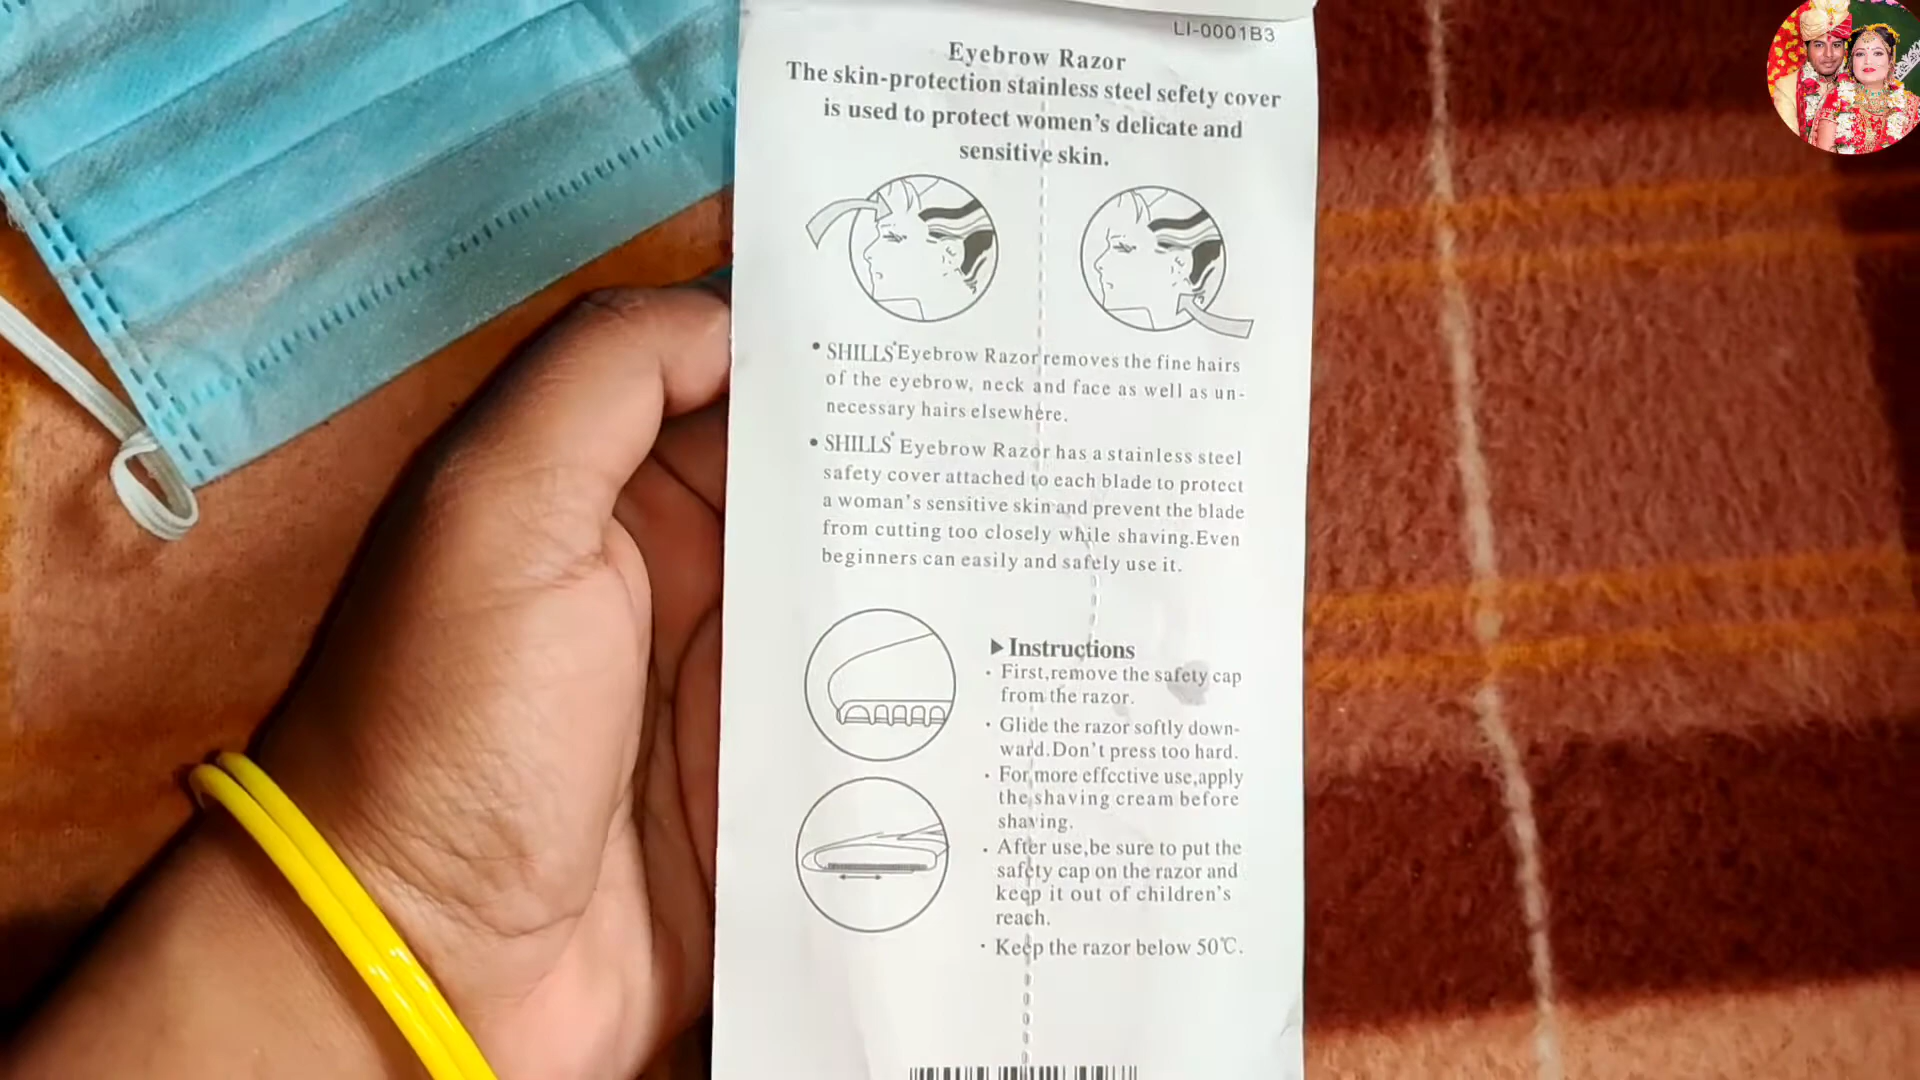 LI-0001B3
Eyebrow Razor
The skin-protection stainless steel sefety cover
is used to protect women's delicate and
sensitive skin.
• SHILLS® Eyebrow Razor removes the fine hairs
of the eyebrow, neck and face as well as un-
necessary hairs elsewhere.
• SHILLS® Eyebrow Razor has a stainless steel
safety cover attached to each blade to protect
a woman's sensitive skin and prevent the blade
from cutting too closely while shaving.Even
beginners can easily and safely use it.
▶ Instructions
· First,remove the safety cap
from the razor.
· Glide the razor softly down-
ward.Don't press too hard.
· For more effective use,apply
the shaving cream before
shaving.
· After use,be sure to put the
safety cap on the razor and
keep it out of children's
reach.
· Keep the razor below 50℃.